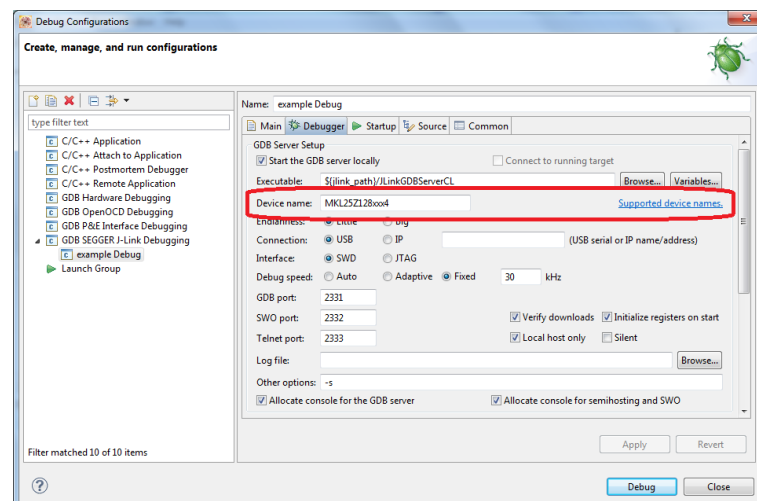 Debug Configurations
Create, manage, and run configurations
type filter text
C/C++ Application
C/C++ Attach to Application
C/C++ Postmortem Debugger
C/C++ Remote Application
GDB Hardware Debugging
GDB OpenOCD Debugging
GDB P&E Interface Debugging
GDB SEGGER J-Link Debugging
example Debug
Launch Group
Filter matched 10 of 10 items
Name: example Debug
Main Debugger Startup Source Common
GDB Server Setup
Start the GDB server locally Connect to running target
Executable: ${jlink_path}/JLinkGDBServerCL Browse... Variables...
Device name: MKL25Z128xxx4 Supported device names.
Endianness: Little Big
Connection: USB IP (USB serial or IP name/address)
Interface: SWD JTAG
Debug speed: Auto Adaptive Fixed 30 kHz
GDB port: 2331
SWO port: 2332 Verify downloads Initialize registers on start
Telnet port: 2333 Local host only Silent
Log file: Browse...
Other options: -s
Allocate console for the GDB server Allocate console for semihosting and SWO
Apply Revert
Debug Close